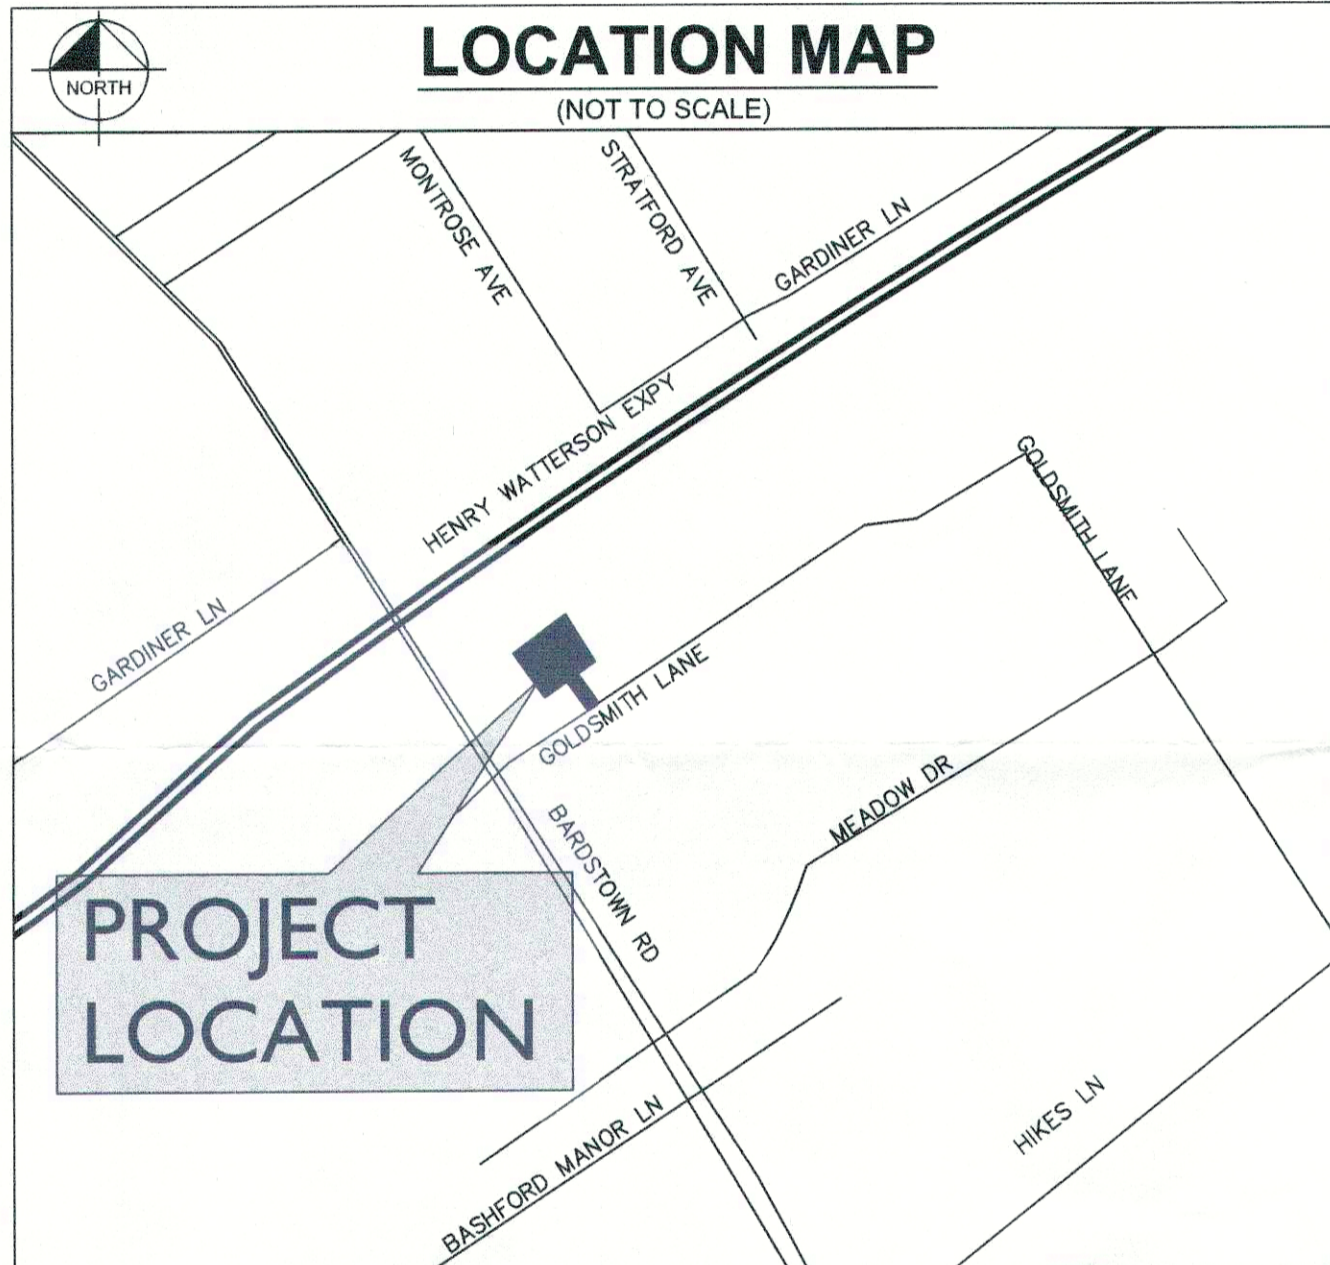 NORTH
LOCATION MAP
(NOT TO SCALE)
MONTROSE AVE
STRATFORD AVE
GARDINER LN
HENRY WATTERSON EXPY
GOLDSMITH LANE
GARDINER LN
GOLDSMITH LANE
MEADOW DR
BARDSTOWN RD
PROJECT
LOCATION
BASHFORD MANOR LN
HIKES LN